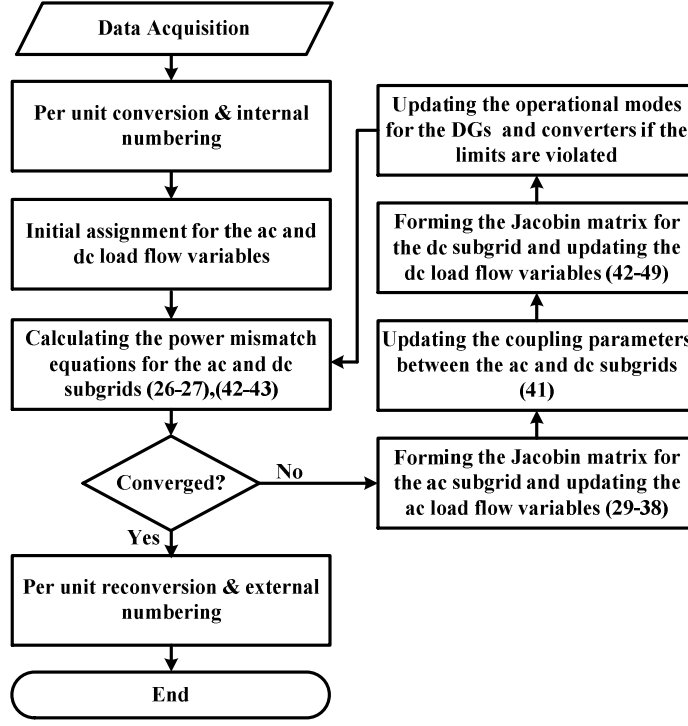 Data Acquisition
Per unit conversion & internal
numbering
Initial assignment for the ac and
dc load flow variables
Calculating the power mismatch
equations for the ac and dc
subgrids (26-27),(42-43)
Converged?
No
Yes
Per unit reconversion & external
numbering
End
Updating the operational modes
for the DGs and converters if the
limits are violated
Forming the Jacobin matrix for
the dc subgrid and updating the
dc load flow variables (42-49)
Updating the coupling parameters
between the ac and dc subgrids
(41)
Forming the Jacobin matrix for
the ac subgrid and updating the
ac load flow variables (29-38)